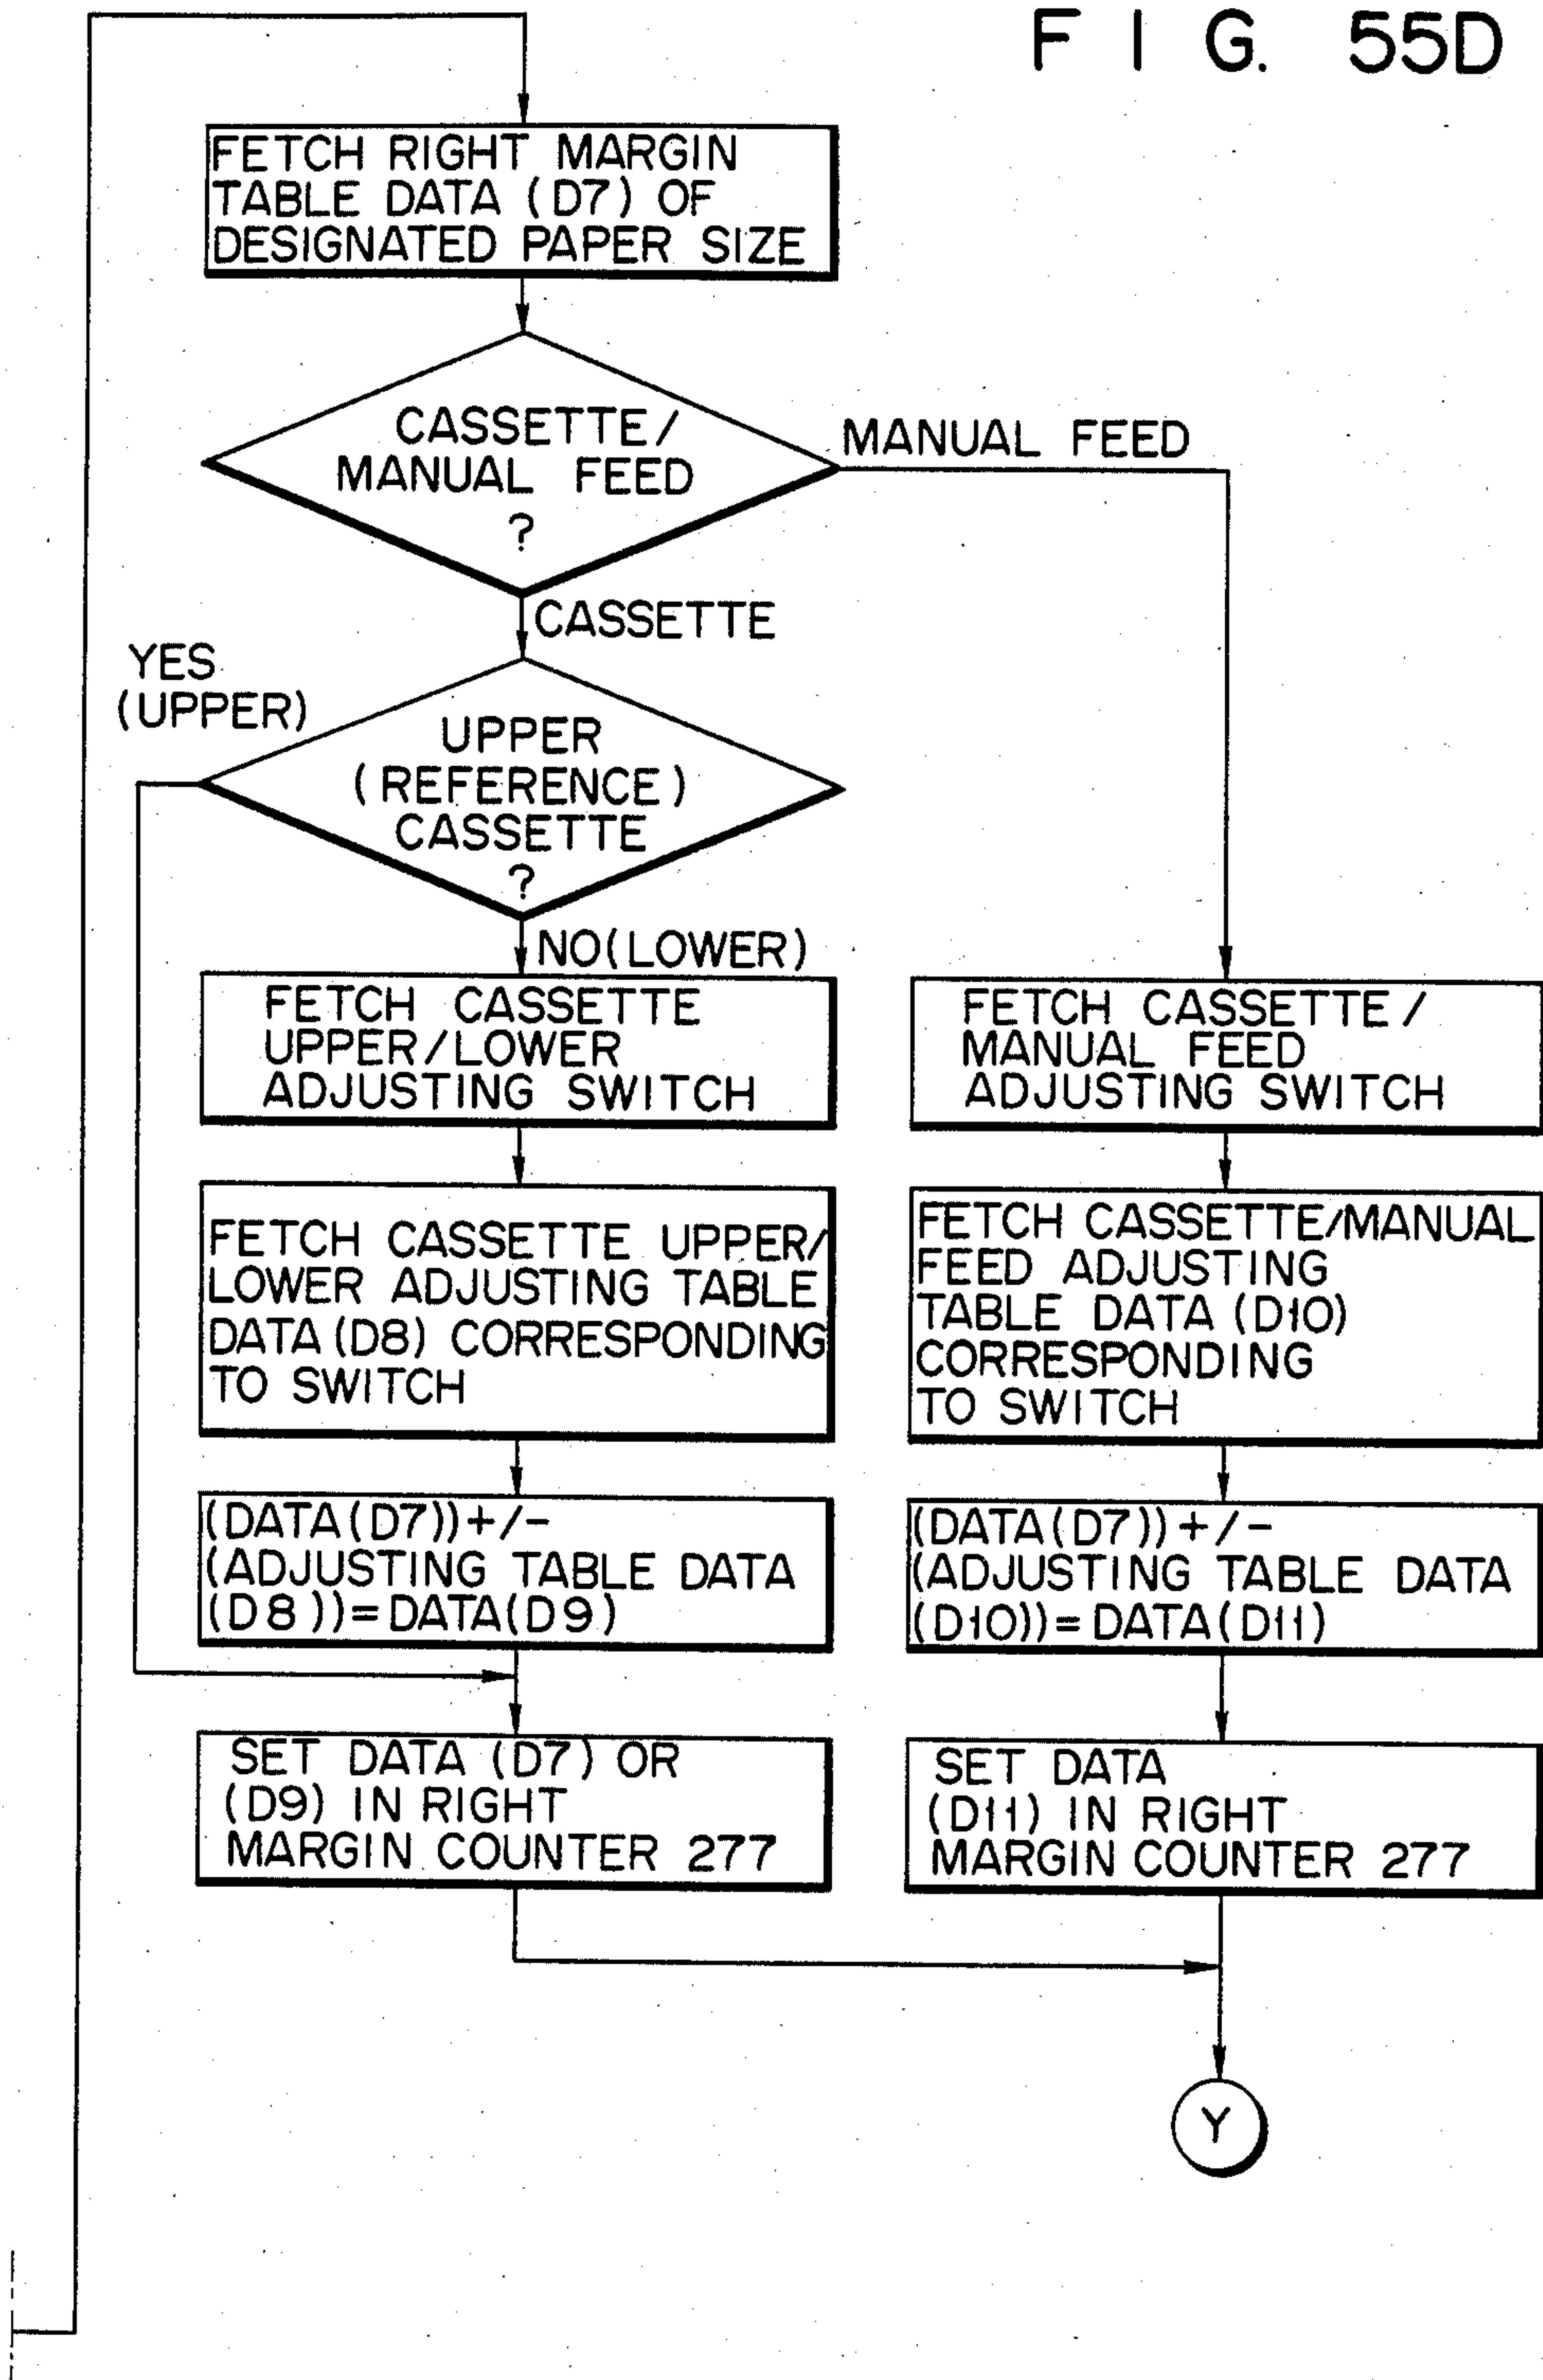 F I G. 55D
FETCH RIGHT MARGIN
TABLE DATA (D7) OF
DESIGNATED PAPER SIZE
CASSETTE/
MANUAL FEED
?
MANUAL FEED
CASSETTE
YES
(UPPER)
UPPER
(REFERENCE)
CASSETTE
?
NO(LOWER)
FETCH CASSETTE
UPPER/LOWER
ADJUSTING SWITCH
FETCH CASSETTE/
MANUAL FEED
ADJUSTING SWITCH
FETCH CASSETTE UPPER/
LOWER ADJUSTING TABLE
DATA(D8) CORRESPONDING
TO SWITCH
FETCH CASSETTE/MANUAL
FEED ADJUSTING
TABLE DATA (D10)
CORRESPONDING
TO SWITCH
(DATA(D7))+/-
(ADJUSTING TABLE DATA
(D8))=DATA(D9)
(DATA(D7))+/-
(ADJUSTING TABLE DATA
(D10))=DATA(D11)
SET DATA (D7) OR
(D9) IN RIGHT
MARGIN COUNTER 277
SET DATA
(D11) IN RIGHT
MARGIN COUNTER 277
Y